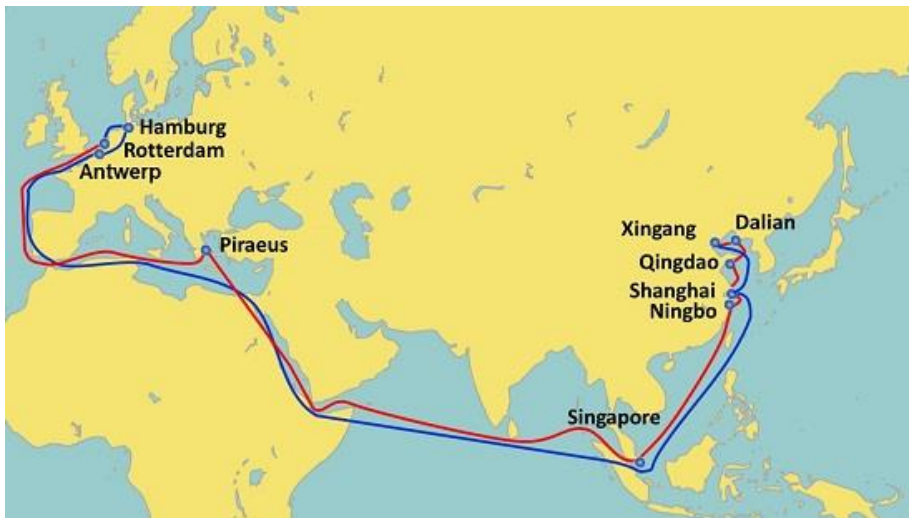 Hamburg
Rotterdam
Antwerp
Piraeus
Xingang
Dalian
Qingdao
Shanghai
Ningbo
Singapore